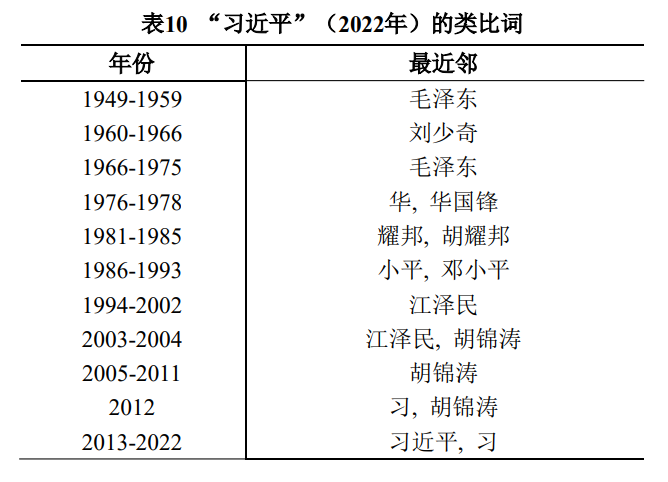 表10 “习近平”（2022年）的类比词
年份 最近邻
1949-1959 毛泽东
1960-1966 刘少奇
1966-1975 毛泽东
1976-1978 华, 华国锋
1981-1985 耀邦, 胡耀邦
1986-1993 小平, 邓小平
1994-2002 江泽民
2003-2004 江泽民, 胡锦涛
2005-2011 胡锦涛
2012 习, 胡锦涛
2013-2022 习近平, 习